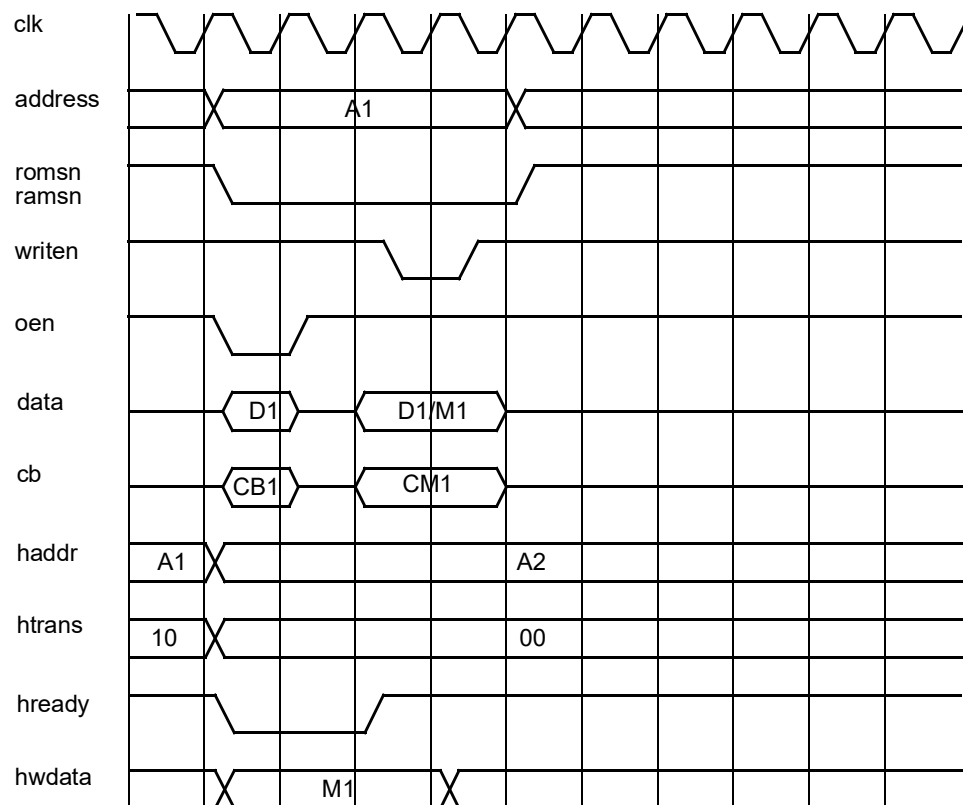 clk
address A1
romsn
ramsn
writen
oen
data D1 D1/M1
cb CB1 CM1
haddr A1 A2
htrans 10 00
hready
hwdata M1